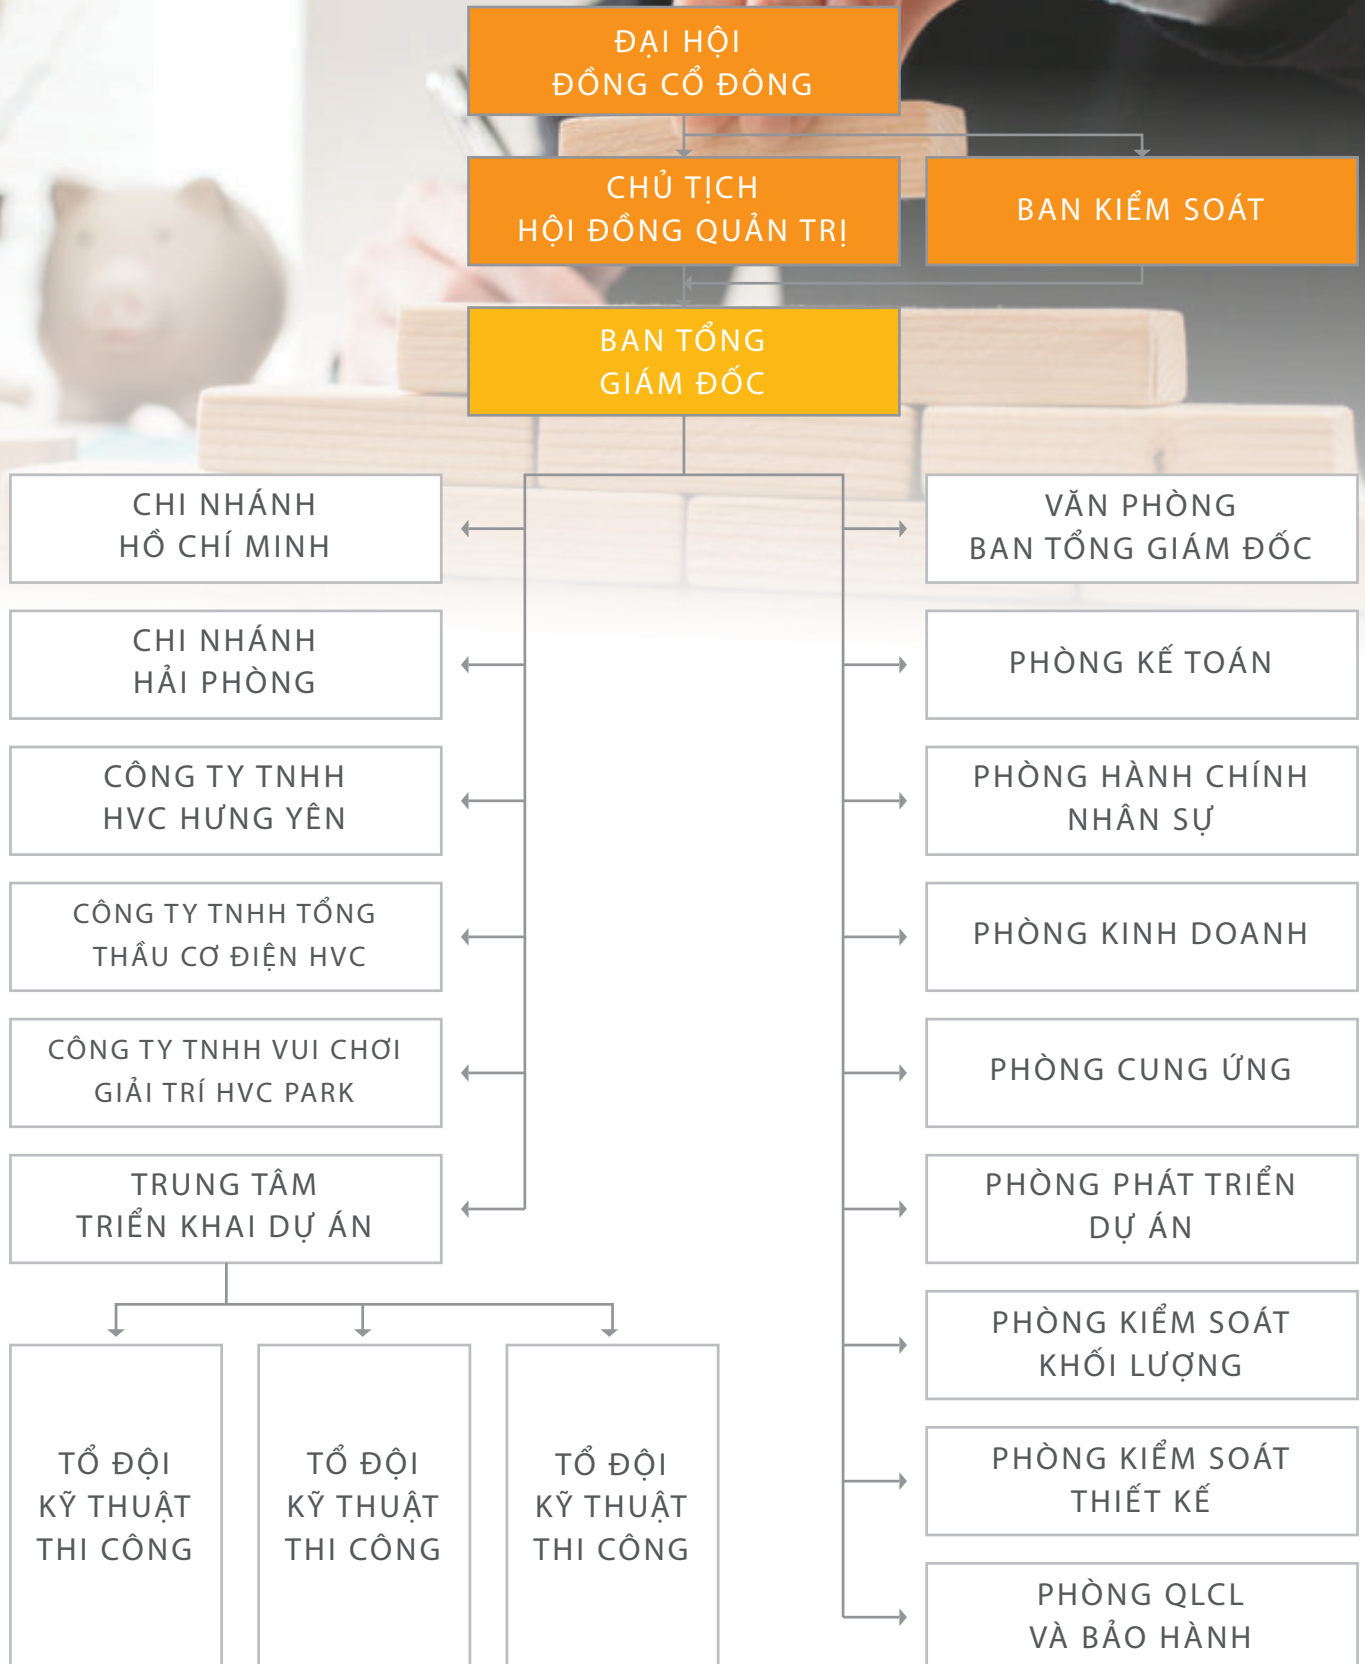 ĐẠI HỘI
ĐỒNG CỔ ĐÔNG
CHỦ TỊCH
HỘI ĐỒNG QUẢN TRỊ
BAN KIỂM SOÁT
BAN TỔNG
GIÁM ĐỐC
CHI NHÁNH
HỒ CHÍ MINH
CHI NHÁNH
HẢI PHÒNG
CÔNG TY TNHH
HVC HƯNG YÊN
CÔNG TY TNHH TỔNG
THẦU CƠ ĐIỆN HVC
CÔNG TY TNHH VUI CHƠI
GIẢI TRÍ HVC PARK
TRUNG TÂM
TRIỂN KHAI DỰ ÁN
TỔ ĐỘI
KỸ THUẬT
THI CÔNG
TỔ ĐỘI
KỸ THUẬT
THI CÔNG
TỔ ĐỘI
KỸ THUẬT
THI CÔNG
VĂN PHÒNG
BAN TỔNG GIÁM ĐỐC
PHÒNG KẾ TOÁN
PHÒNG HÀNH CHÍNH
NHÂN SỰ
PHÒNG KINH DOANH
PHÒNG CUNG ỨNG
PHÒNG PHÁT TRIỂN
DỰ ÁN
PHÒNG KIỂM SOÁT
KHỐI LƯỢNG
PHÒNG KIỂM SOÁT
THIẾT KẾ
PHÒNG QLCL
VÀ BẢO HÀNH